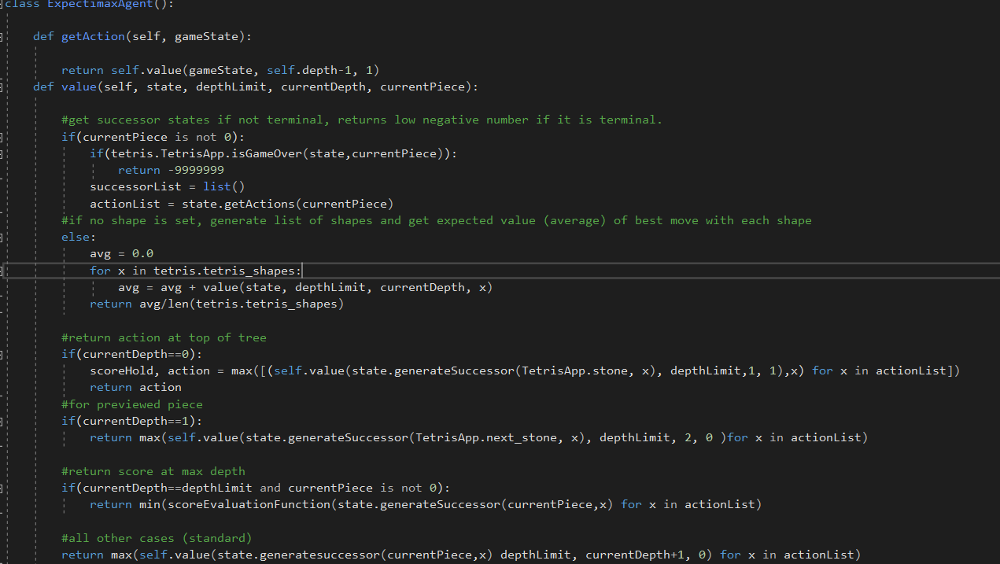 class ExpectimaxAgent():
def getAction(self, gameState):
return self.value(gameState, self.depth-1, 1)
def value(self, state, depthLimit, currentDepth, currentPiece):
#get successor states if not terminal, returns low negative number if it is terminal.
if(currentPiece is not 0):
if(tetris.TetrisApp.isGameOver(state,currentPiece)):
return -9999999
successorList = list()
actionList = state.getActions(currentPiece)
#if no shape is set, generate list of shapes and get expected value (average) of best move with each shape
else:
avg = 0.0
for x in tetris.tetris_shapes:
avg = avg + value(state, depthLimit, currentDepth, x)
return avg/len(tetris.tetris_shapes)
#return action at top of tree
if(currentDepth==0):
scoreHold, action = max([(self.value(state.generateSuccessor(TetrisApp.stone, x), depthLimit,1, 1),x) for x in actionList])
return action
#for previewed piece
if(currentDepth==1):
return max(self.value(state.generateSuccessor(TetrisApp.next_stone, x), depthLimit, 2, 0 )for x in actionList)
#return score at max depth
if(currentDepth==depthLimit and currentPiece is not 0):
return min(scoreEvaluationFunction(state.generateSuccessor(currentPiece,x) for x in actionList)
#all other cases (standard)
return max(self.value(state.generatesuccessor(currentPiece,x) depthLimit, currentDepth+1, 0) for x in actionList)